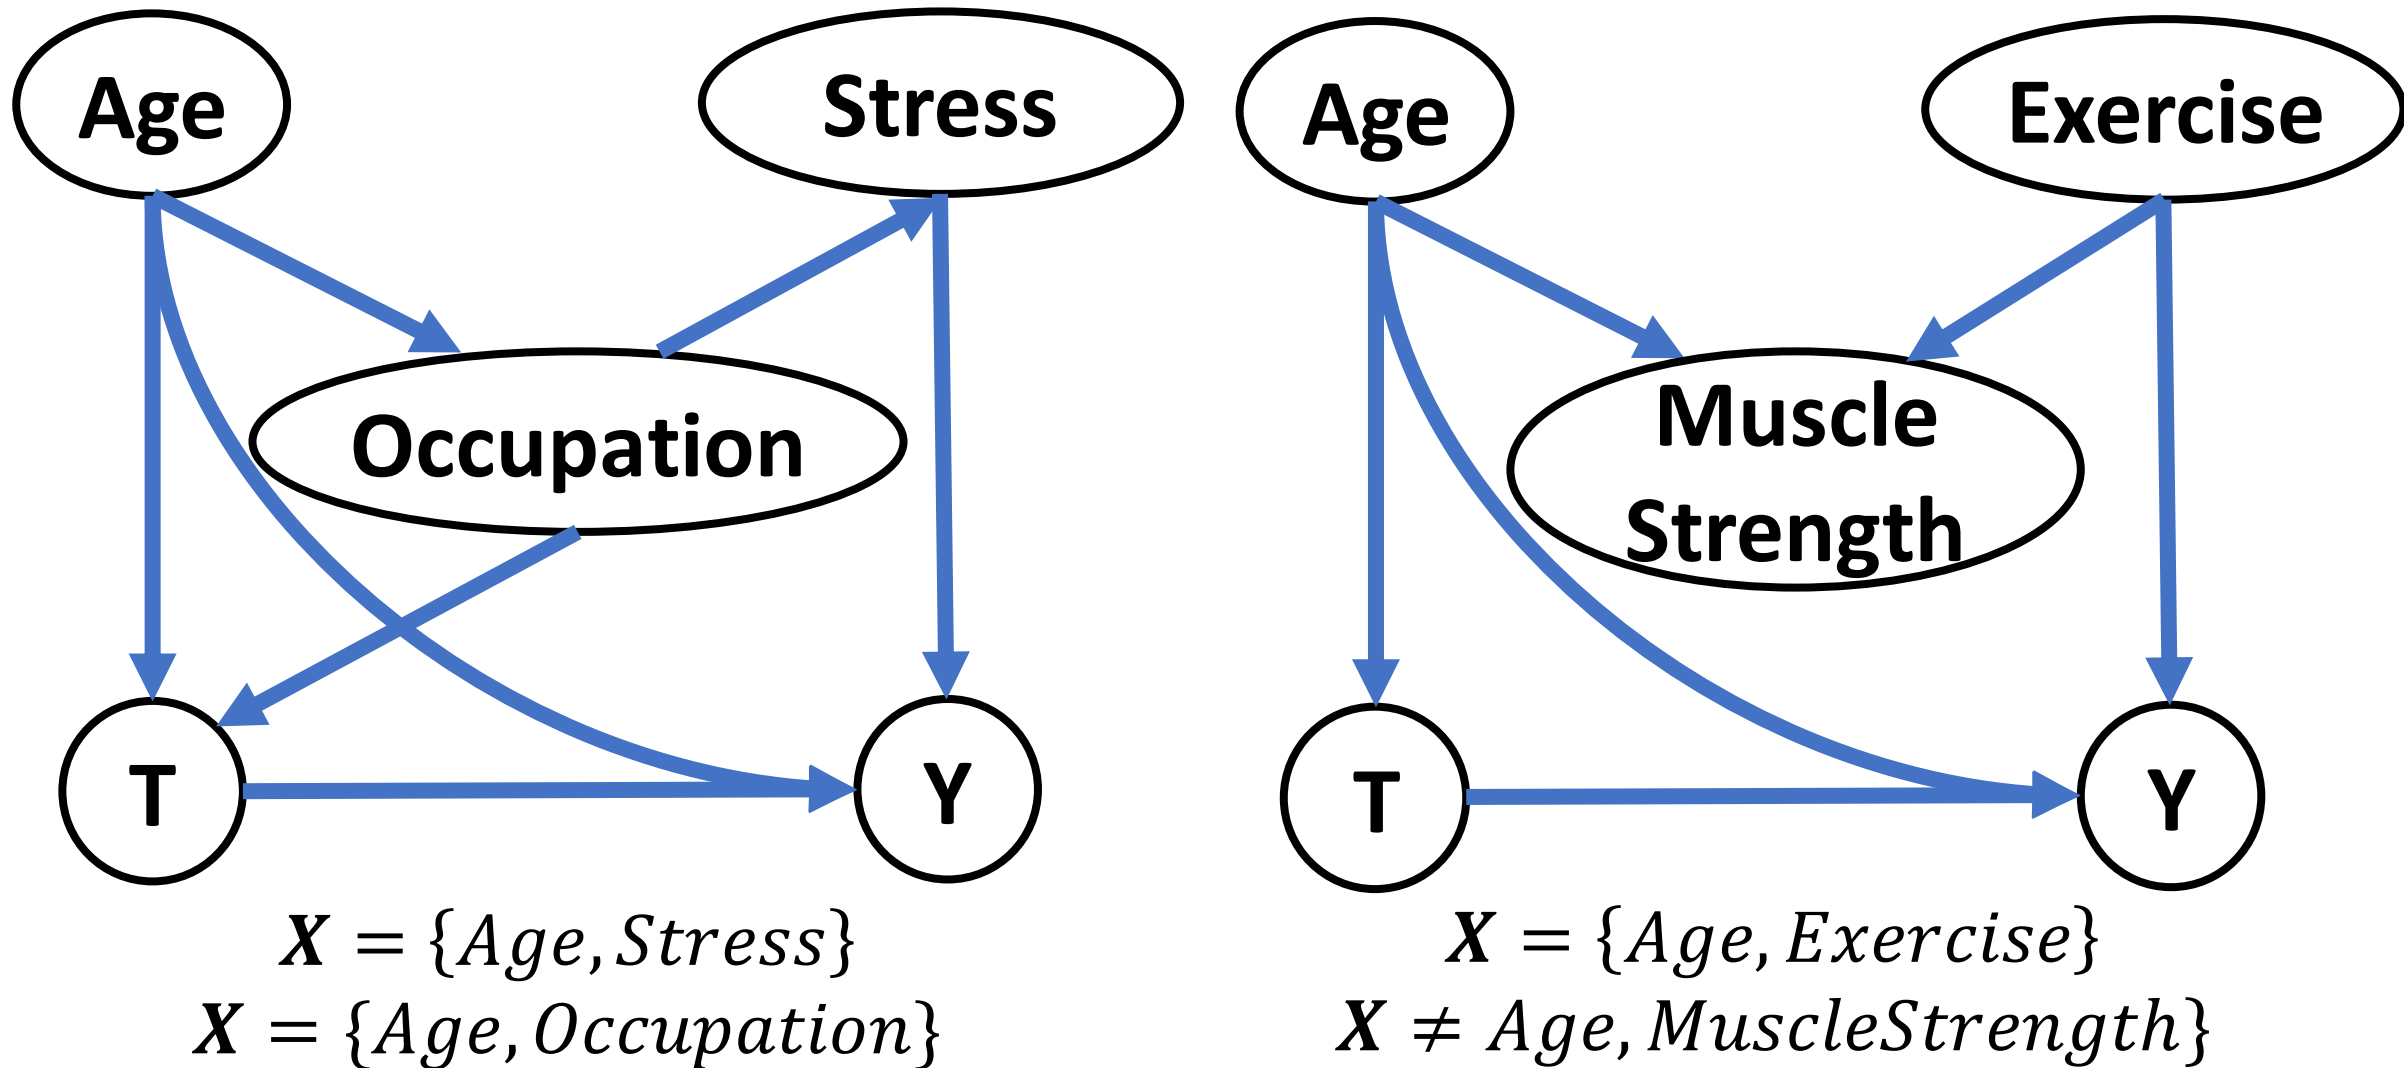 Age
Stress
Occupation
T
Y
X = {Age, Stress}
X = {Age, Occupation}
Age
Exercise
Muscle
Strength
T
Y
X = {Age, Exercise}
X ≠ Age, MuscleStrength}